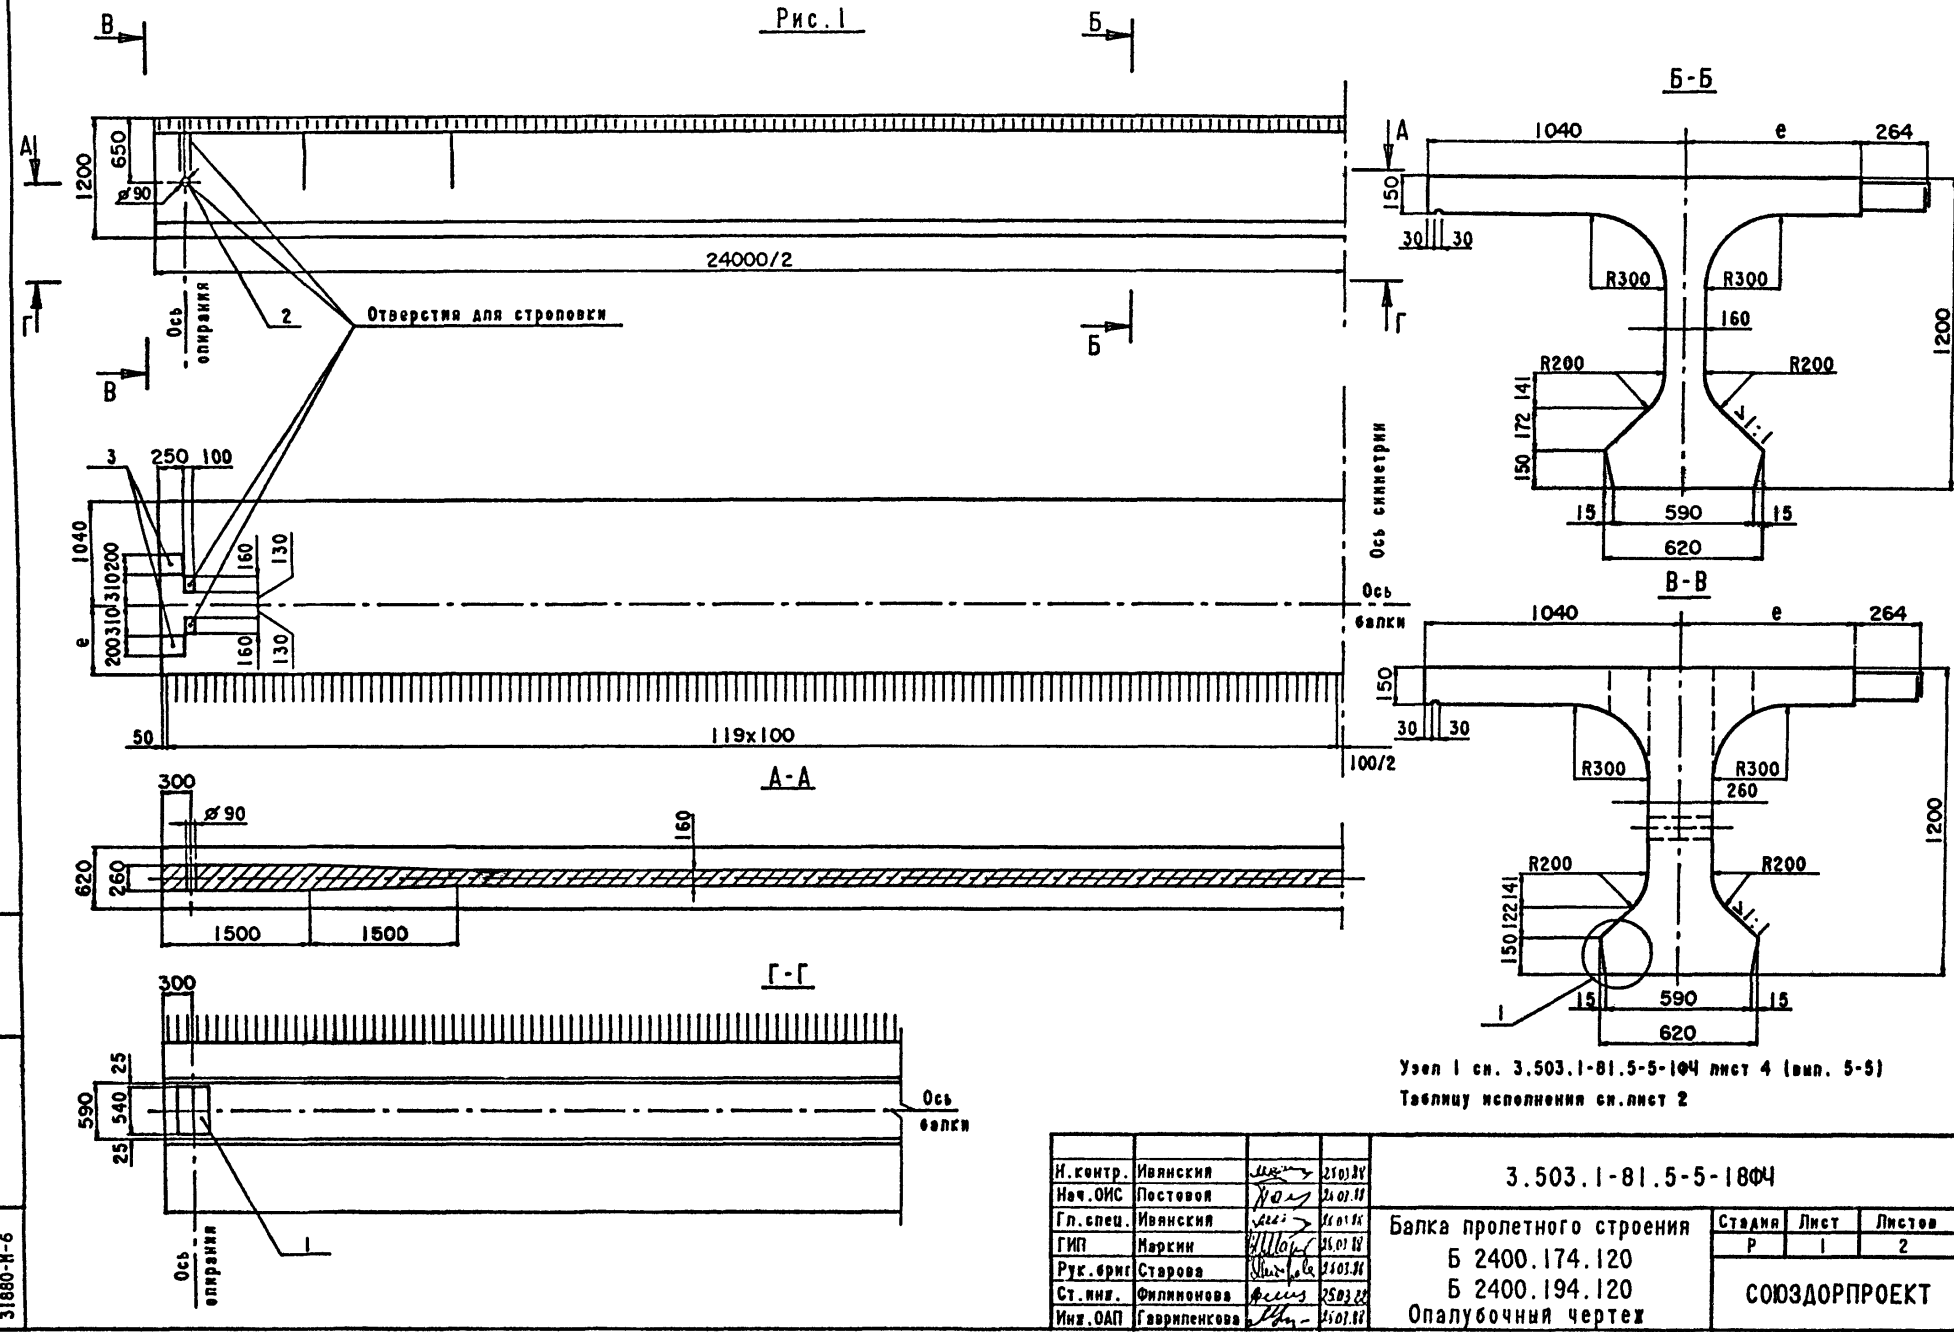 Рис.1
В
Б
А
А
650
1200
ø90
24000/2
Г
Г
Ось
опирания
2
Отверстия для строповки
В
Б
3
250
100
1040
200
310
310
200
е
160
130
160
130
Ось симметрии
Ось
балки
50
119x100
100/2
А-А
300
ø90
160
620
260
1500
1500
Г-Г
300
25
590
540
25
Ось
балки
Ось
опирания
1
Б-Б
1040
е
264
150
30
30
R300
R300
160
1200
R200
R200
141
172
150
1:1
15
590
15
620
В-В
1040
е
264
150
30
30
R300
R300
260
1200
R200
R200
141
122
150
1:1
15
590
15
620
1
Узел 1 см. 3.503.1-81.5-5-10ФЧ лист 4 (вып. 5-5)
Таблицу исполнения см.лист 2
Н.контр. Ивянский
Нач.ОИС Постовой
Гл.спец. Ивянский
ГИП Маркин
Рук.бриг Старова
Ст.инж. Филимонова
Инж.ОАП Гавриленкова
3.503.1-81.5-5-18ФЧ
Балка пролетного строения
Б 2400.174.120
Б 2400.194.120
Опалубочный чертеж
Стадия Лист Листов
Р 1 2
СОЮЗДОРПРОЕКТ
31880-М-6